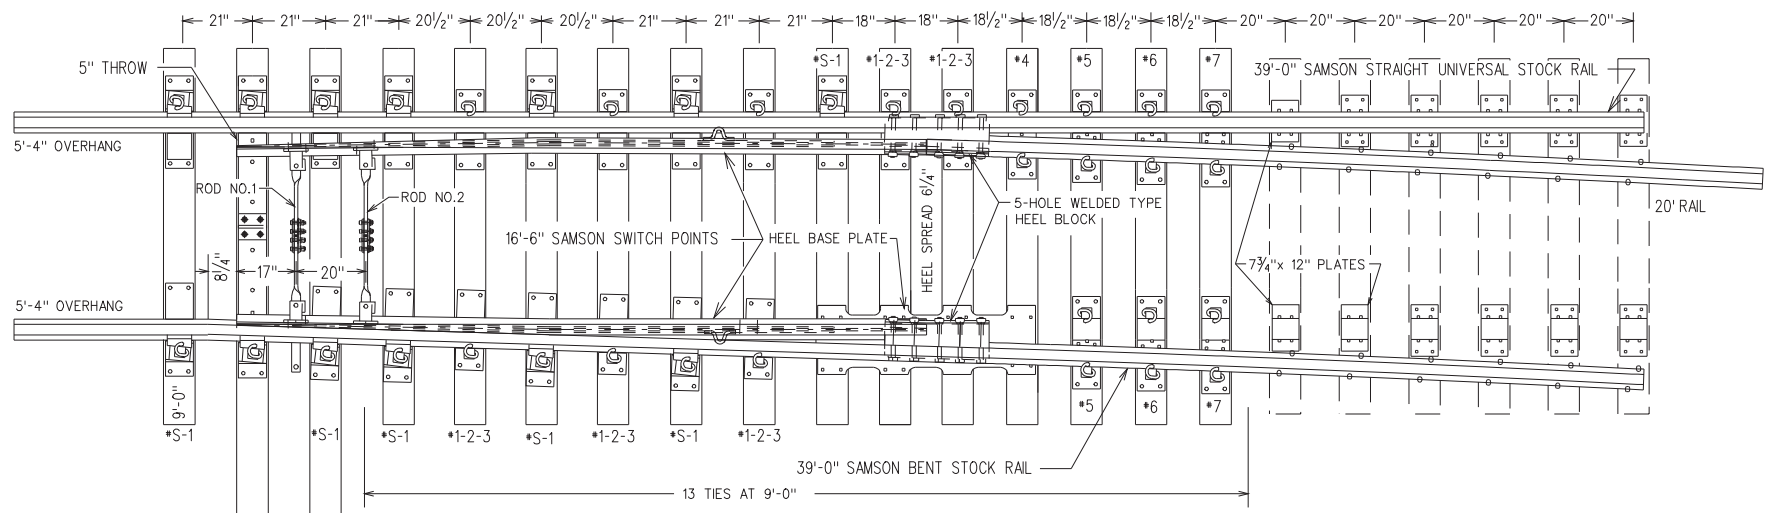 21" 21" 21" 20½" 20½" 20½" 21" 21" 21" 18" 18" 18½" 18½" 18½" 18½" 20" 20" 20" 20" 20" 20"
5" THROW
*S-1 *1-2-3 *1-2-3 *4 *5 *6 *7
39'-0" SAMSON STRAIGHT UNIVERSAL STOCK RAIL
5'-4" OVERHANG
ROD NO.1
ROD NO.2
20' RAIL
5-HOLE WELDED TYPE
HEEL BLOCK
HEEL SPREAD 6¼"
16'-6" SAMSON SWITCH POINTS
HEEL BASE PLATE
8¼"
17" 20"
7¾" x 12" PLATES
5'-4" OVERHANG
9'-0"
*S-1 *S-1 *S-1 *1-2-3 *S-1 *1-2-3 *S-1 *1-2-3
*5 *6 *7
39'-0" SAMSON BENT STOCK RAIL
13 TIES AT 9'-0"